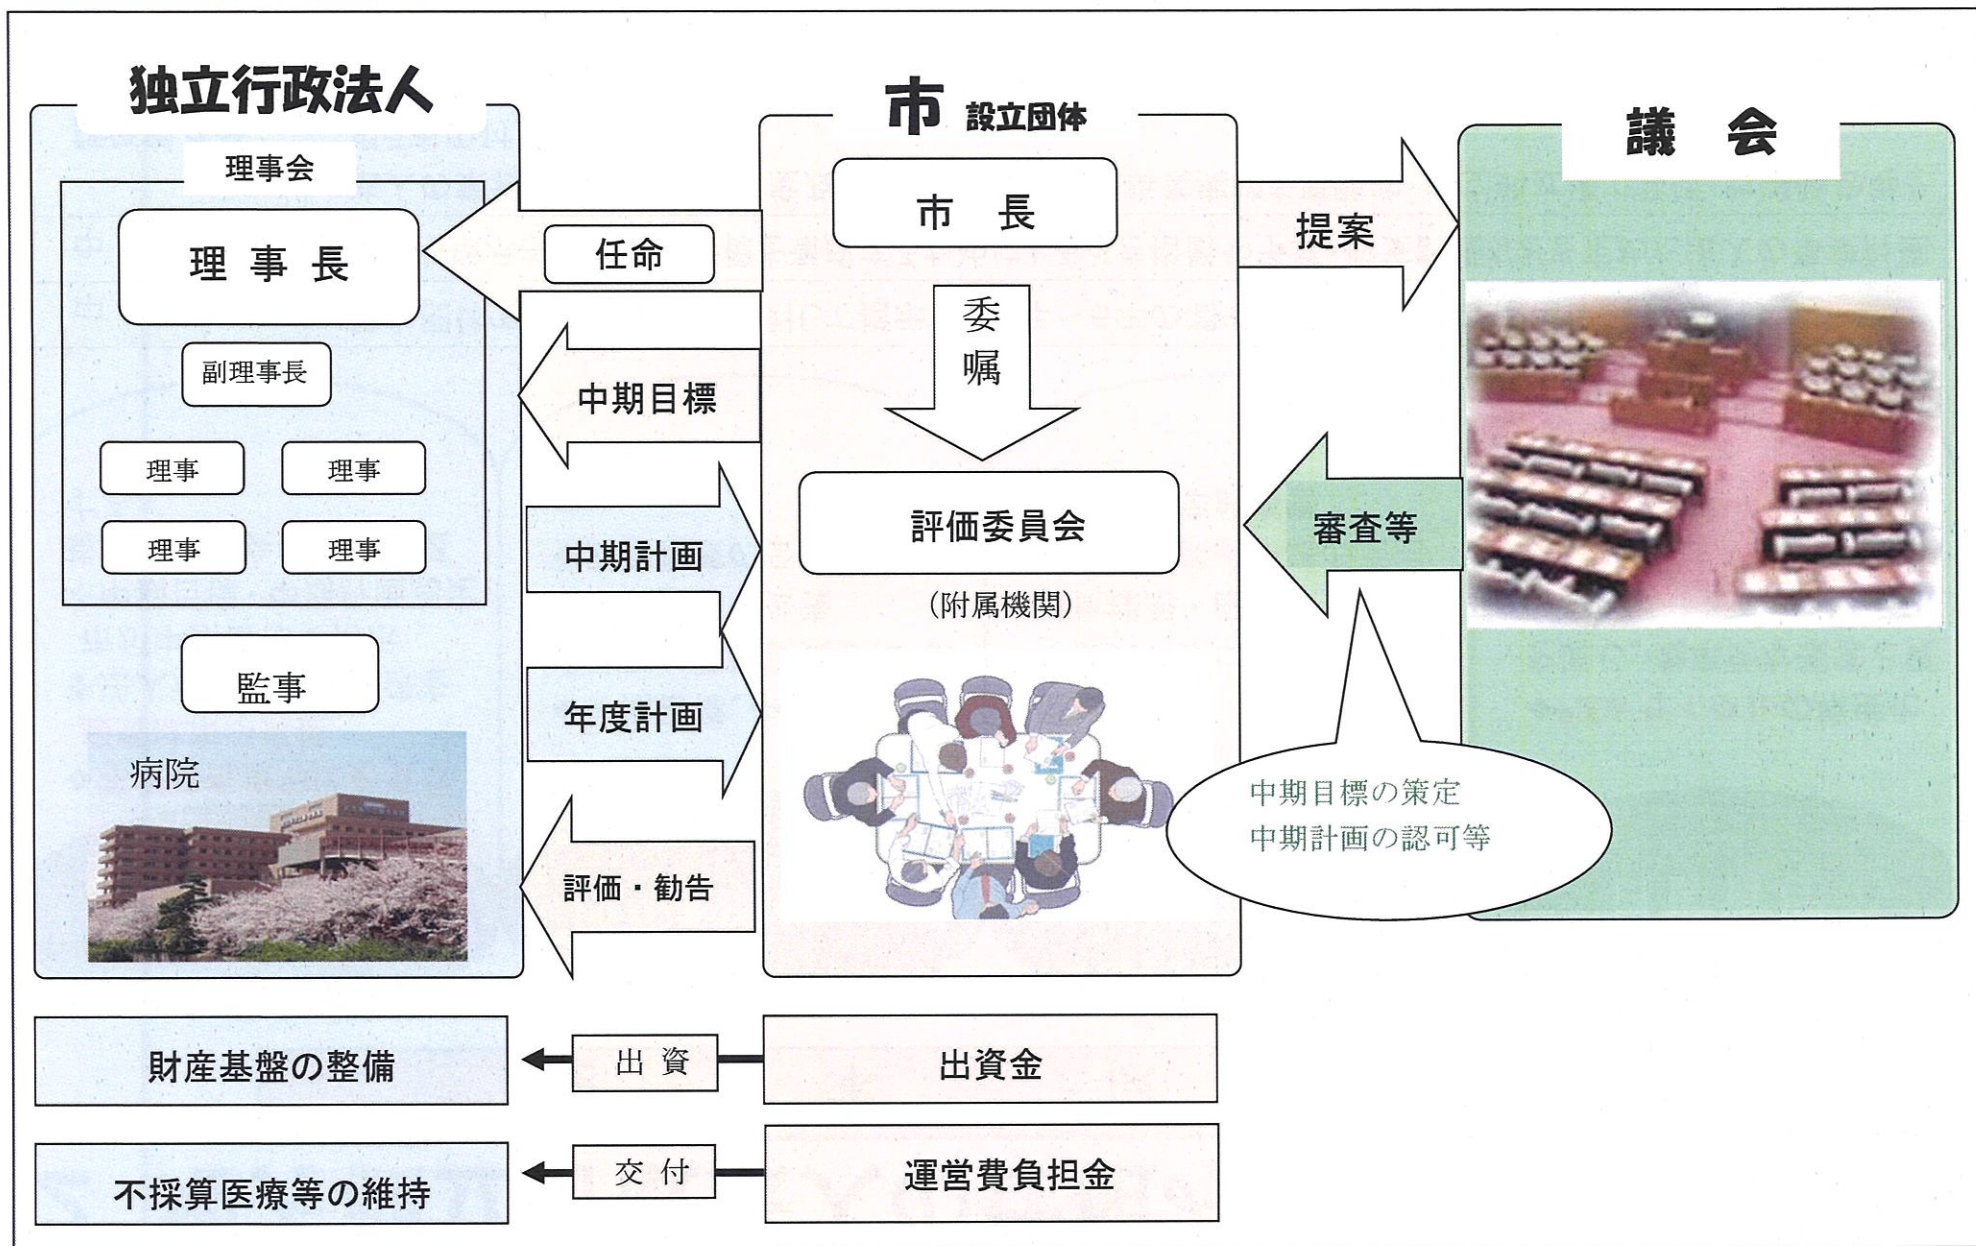 独立行政法人
理事会
理事長
副理事長
理事
理事
理事
理事
監事
病院
任命
中期目標
中期計画
年度計画
評価・勧告
市 設立団体
市 長
委嘱
評価委員会
（附属機関）
提案
審査等
議 会
中期目標の策定
中期計画の認可等
財産基盤の整備
出 資
出資金
不採算医療等の維持
交 付
運営費負担金